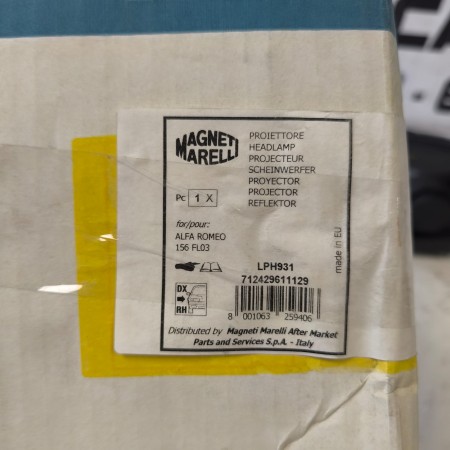 MAGNETI
MARELLI
PROIETTORE
HEADLAMP
PROJECTEUR
SCHEINWERFER
PROYECTOR
PROJECTOR
REFLEKTOR
Pc 1 X
for/pour:
ALFA ROMEO
156 FL03
made in EU
LPH931
712429611129
DX
RH
8 001063 259406
Distributed by Magneti Marelli After Market
Parts and Services S.p.A. - Italy